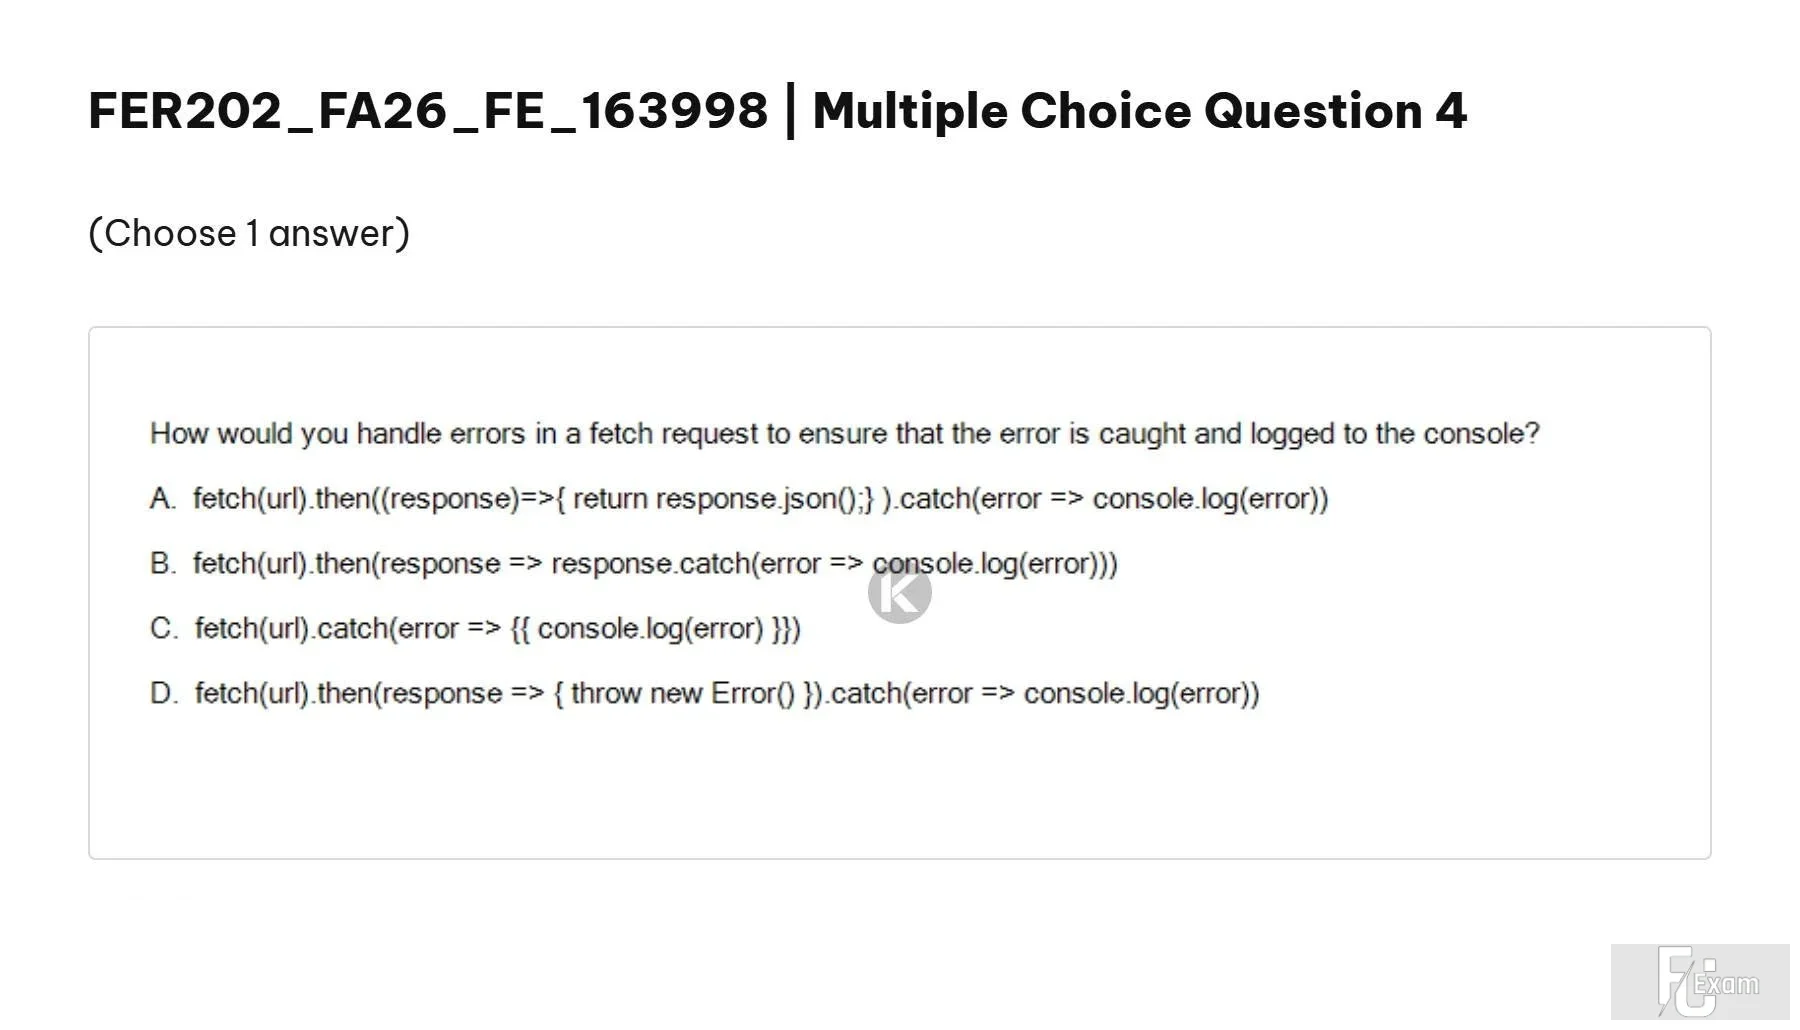 FER202_FA26_FE_163998 | Multiple Choice Question 4
(Choose 1 answer)
How would you handle errors in a fetch request to ensure that the error is caught and logged to the console?
A. fetch(url).then((response)=>{ return response.json();} ).catch(error => console.log(error))
B. fetch(url).then(response => response.catch(error => console.log(error)))
C. fetch(url).catch(error => {{ console.log(error) }})
D. fetch(url).then(response => { throw new Error() }).catch(error => console.log(error))
K
FU Exam